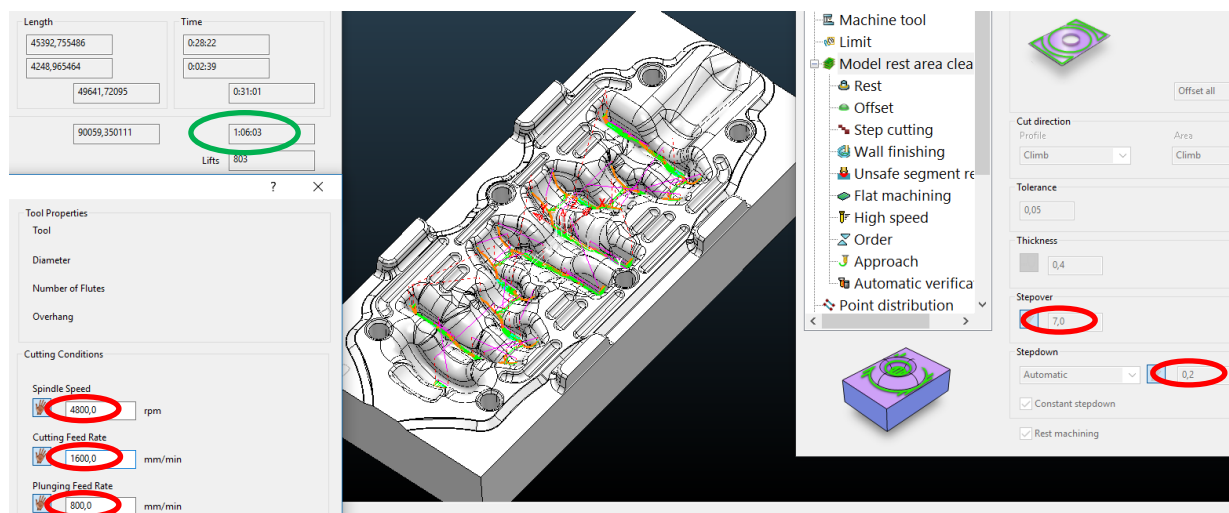 Length
Time
45392,755486
0:28:22
4248,965464
0:02:39
49641,72095
0:31:01
90059,350111
1:06:03
Lifts
803
?
Tool Properties
Tool
Diameter
Number of Flutes
Overhang
Cutting Conditions
Spindle Speed
4800,0
rpm
Cutting Feed Rate
1600,0
mm/min
Plunging Feed Rate
800,0
mm/min
Machine tool
Limit
Model rest area clea
Rest
Offset
Step cutting
Wall finishing
Unsafe segment re
Flat machining
High speed
Order
Approach
Automatic verifica
Point distribution
Offset all
Cut direction
Profile
Area
Climb
Climb
Tolerance
0,05
Thickness
0,4
Stepover
7,0
Stepdown
Automatic
0,2
Constant stepdown
Rest machining